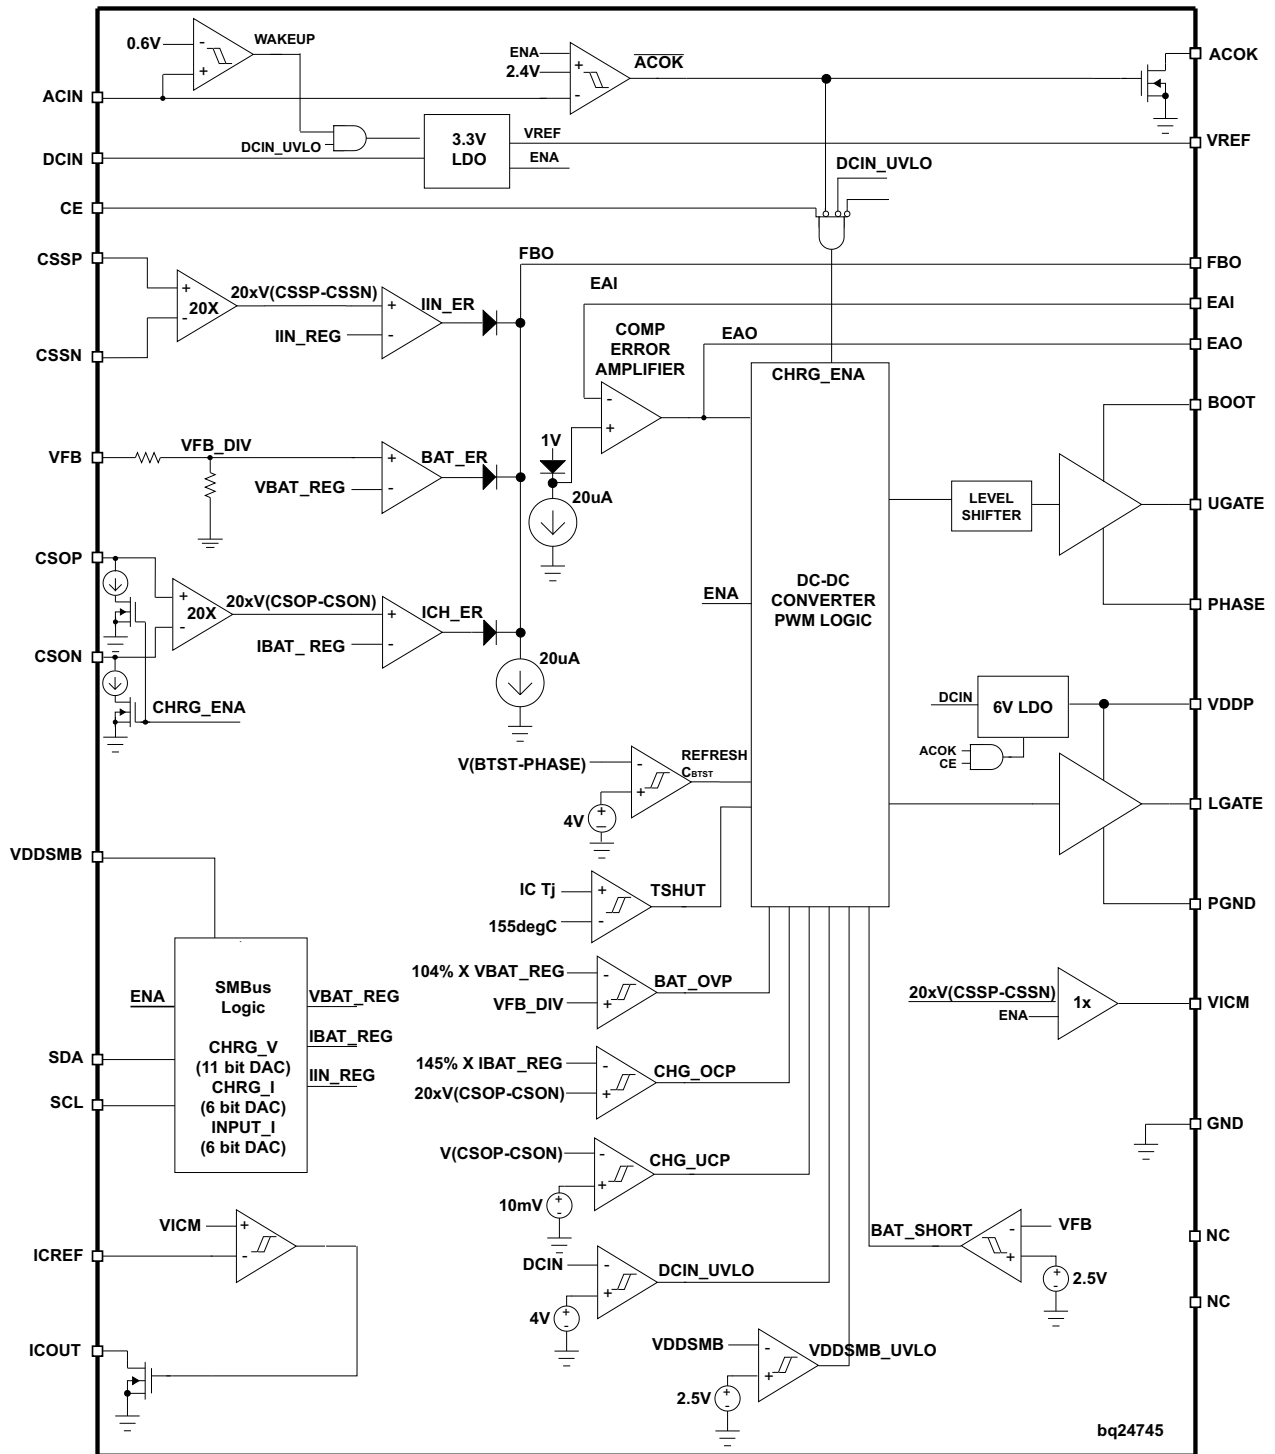 0.6V
-
+
WAKEUP
ENA
2.4V
+
-
ACOK
ACOK
ACIN
DCIN_UVLO
3.3V
LDO
VREF
ENA
VREF
DCIN
DCIN_UVLO
CE
CSSP
+
-
20X
20xV(CSSP-CSSN)
IIN_REG
+
-
IIN_ER
FBO
FBO
EAI
EAI
CSSN
COMP
ERROR
AMPLIFIER
EAO
EAO
CHRG_ENA
-
+
1V
20uA
BOOT
VFB
VFB_DIV
VBAT_REG
+
-
BAT_ER
LEVEL
SHIFTER
UGATE
CSOP
+
-
20X
20xV(CSOP-CSON)
IBAT_ REG
+
-
ICH_ER
20uA
ENA
DC-DC
CONVERTER
PWM LOGIC
PHASE
CSON
CHRG_ENA
DCIN
6V LDO
VDDP
ACOK
CE
V(BTST-PHASE)
-
+
REFRESH
CBTST
4V
+
-
LGATE
VDDSMB
IC Tj
155degC
+
-
TSHUT
PGND
SMBus
Logic
CHRG_V
(11 bit DAC)
CHRG_I
(6 bit DAC)
INPUT_I
(6 bit DAC)
ENA
VBAT_REG
IBAT_REG
IIN_REG
SDA
SCL
104% X VBAT_REG
VFB_DIV
-
+
BAT_OVP
20xV(CSSP-CSSN)
ENA
1x
VICM
145% X IBAT_REG
20xV(CSOP-CSON)
-
+
CHG_OCP
GND
V(CSOP-CSON)
-
+
CHG_UCP
10mV
+
-
VICM
+
-
ICREF
BAT_SHORT
-
+
VFB
2.5V
+
-
NC
DCIN
-
+
DCIN_UVLO
4V
+
-
NC
ICOUT
VDDSMB
-
+
VDDSMB_UVLO
2.5V
+
-
bq24745